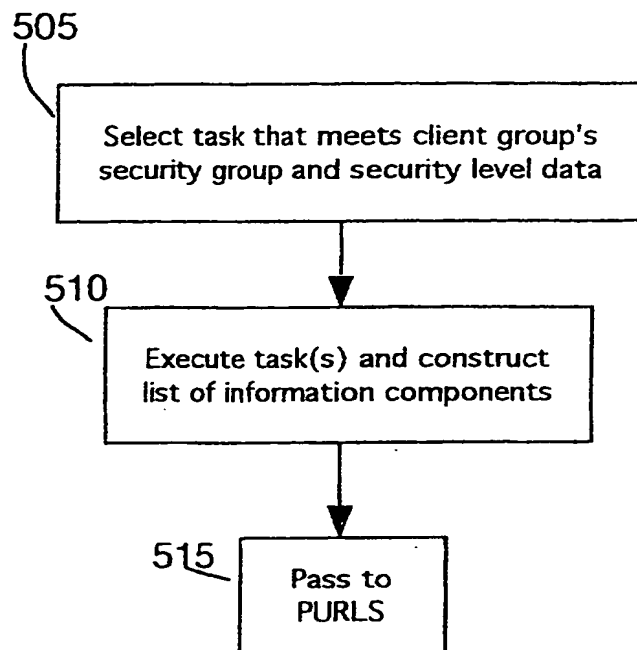 505
Select task that meets client group's
security group and security level data
510
Execute task(s) and construct
list of information components
515
Pass to
PURLS